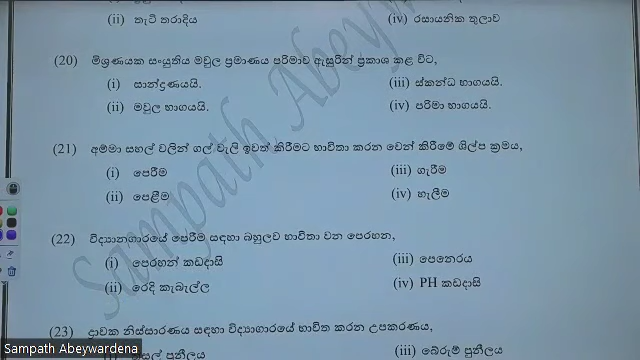 (ii) තැටි තරාදිය (iv) රසායනික තුලාව
(20) මිශ්‍රණයක සංයුතිය මවුල ප්‍රමාණය පරිමාව ඇසුරින් ප්‍රකාශ කළ විට,
(i) සාන්ද්‍රණයයි. (iii) ස්කන්ධ භාගයයි.
(ii) මවුල භාගයයි. (iv) පරිමා භාගයයි.
(21) අම්මා සහල් වලින් ගල් වැලි ඉවත් කිරීමට භාවිතා කරන වෙන් කිරීමේ ශිල්ප ක්‍රමය,
(i) පෙරීම (iii) ගැරීම
(ii) පෙළීම (iv) හැලීම
(22) විද්‍යානගාරයේ පෙරීම සඳහා බහුලව භාවිතා වන පෙරහන,
(i) පෙරහන් කඩදාසි (iii) පෙනෙරය
(ii) රෙදි කැබැල්ල (iv) PH කඩදාසි
(23) ද්‍රාවක නිස්සාරණය සඳහා විද්‍යාගාරයේ භාවිත කරන උපකරණය,
පුනීලය (iii) බේරුම් පුනීලය
Sampath Abeywardena